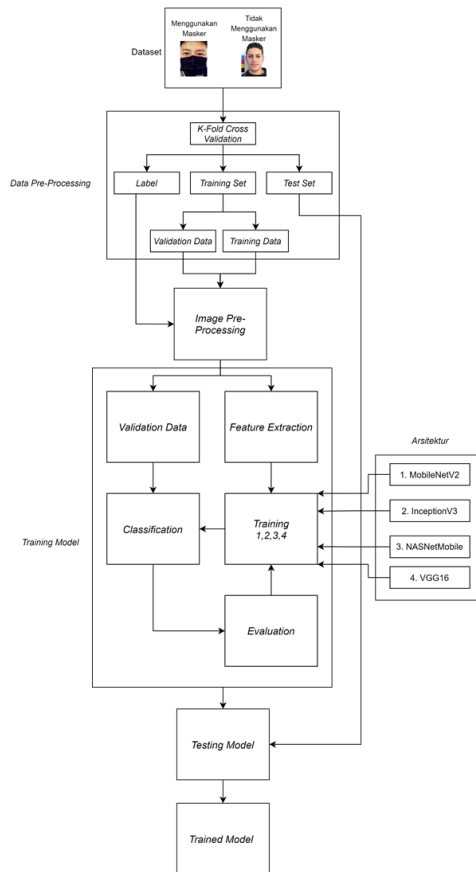 Menggunakan
Masker
Tidak
Menggunakan
Masker
Dataset
K-Fold Cross
Validation
Data Pre-Processing
Label
Training Set
Test Set
Validation Data
Training Data
Image Pre-
Processing
Validation Data
Feature Extraction
Arsitektur
1. MobileNetV2
2. InceptionV3
3. NASNetMobile
4. VGG16
Training Model
Classification
Training
1,2,3,4
Evaluation
Testing Model
Trained Model